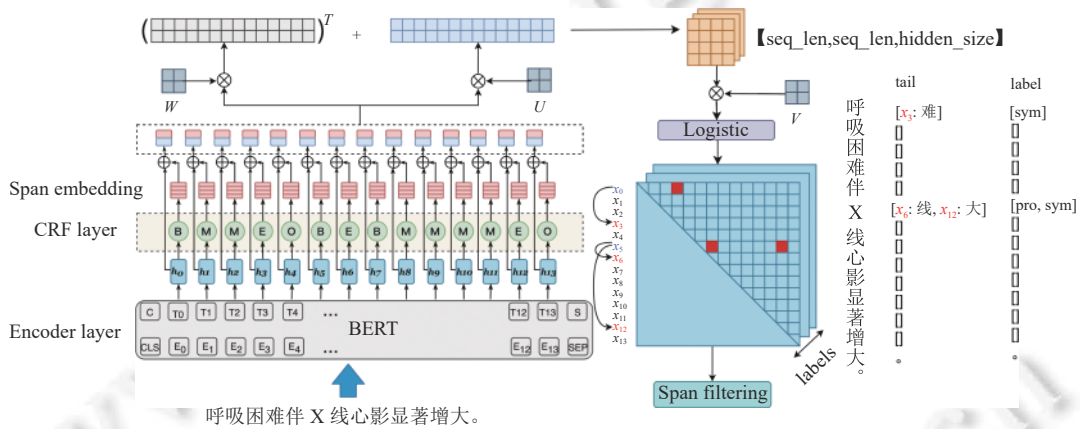 ( )T
+
【seq_len,seq_len,hidden_size】
W
U
V
tail
label
Logistic
Span embedding
CRF layer
B M M E O B E B M M M M E O
h0 h1 h2 h3 h4 h5 h6 h7 h8 h9 h10 h11 h12 h13
Encoder layer
C T0 T1 T2 T3 T4 ... T12 T13 S
BERT
CLS E0 E1 E2 E3 E4 ... E12 E13 SEP
呼吸困难伴 X 线心影显著增大。
x0
x1
x2
x3
x4
x5
x6
x7
x8
x9
x10
x11
x12
x13
labels
Span filtering
呼吸困难伴X线心影显著增大。
[x3: 难]
[]
[]
[]
[]
[x6: 线, x12: 大]
[]
[]
[]
[]
[]
[]
[]
。
[sym]
[]
[]
[]
[]
[pro, sym]
[]
[]
[]
[]
[]
[]
[]
。